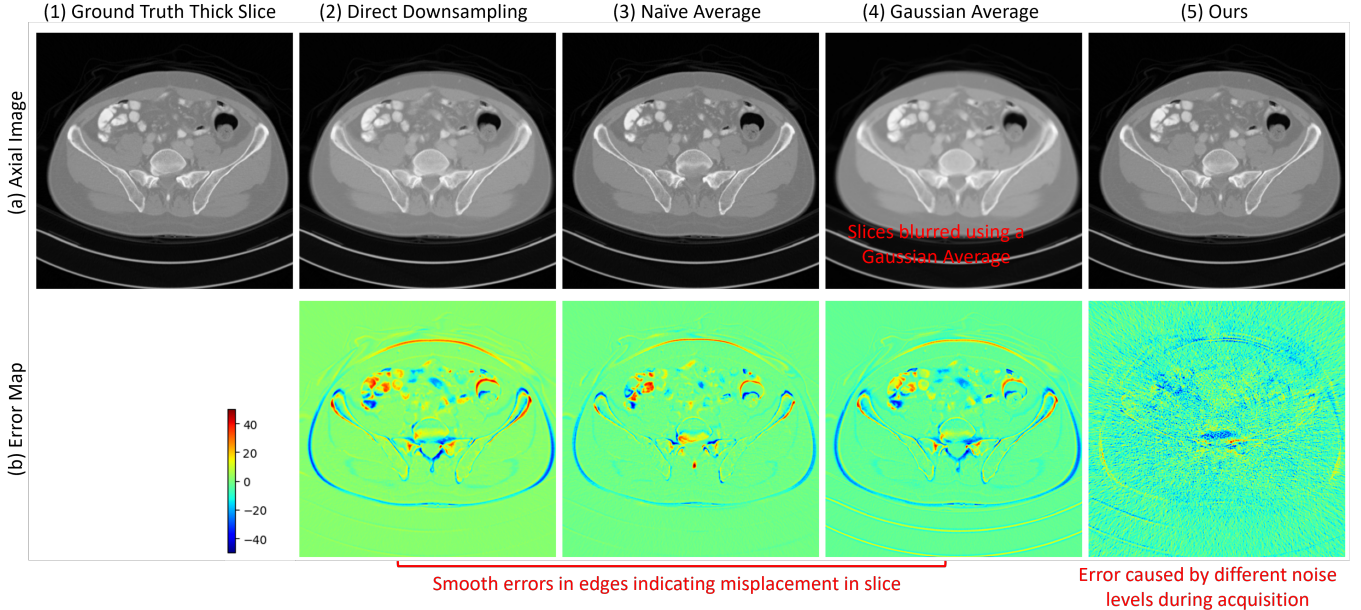 (1) Ground Truth Thick Slice
(2) Direct Downsampling
(3) Naïve Average
(4) Gaussian Average
(5) Ours
(a) Axial Image
Slices blurred using a
Gaussian Average
(b) Error Map
40
20
0
−20
−40
Smooth errors in edges indicating misplacement in slice
Error caused by different noise
levels during acquisition